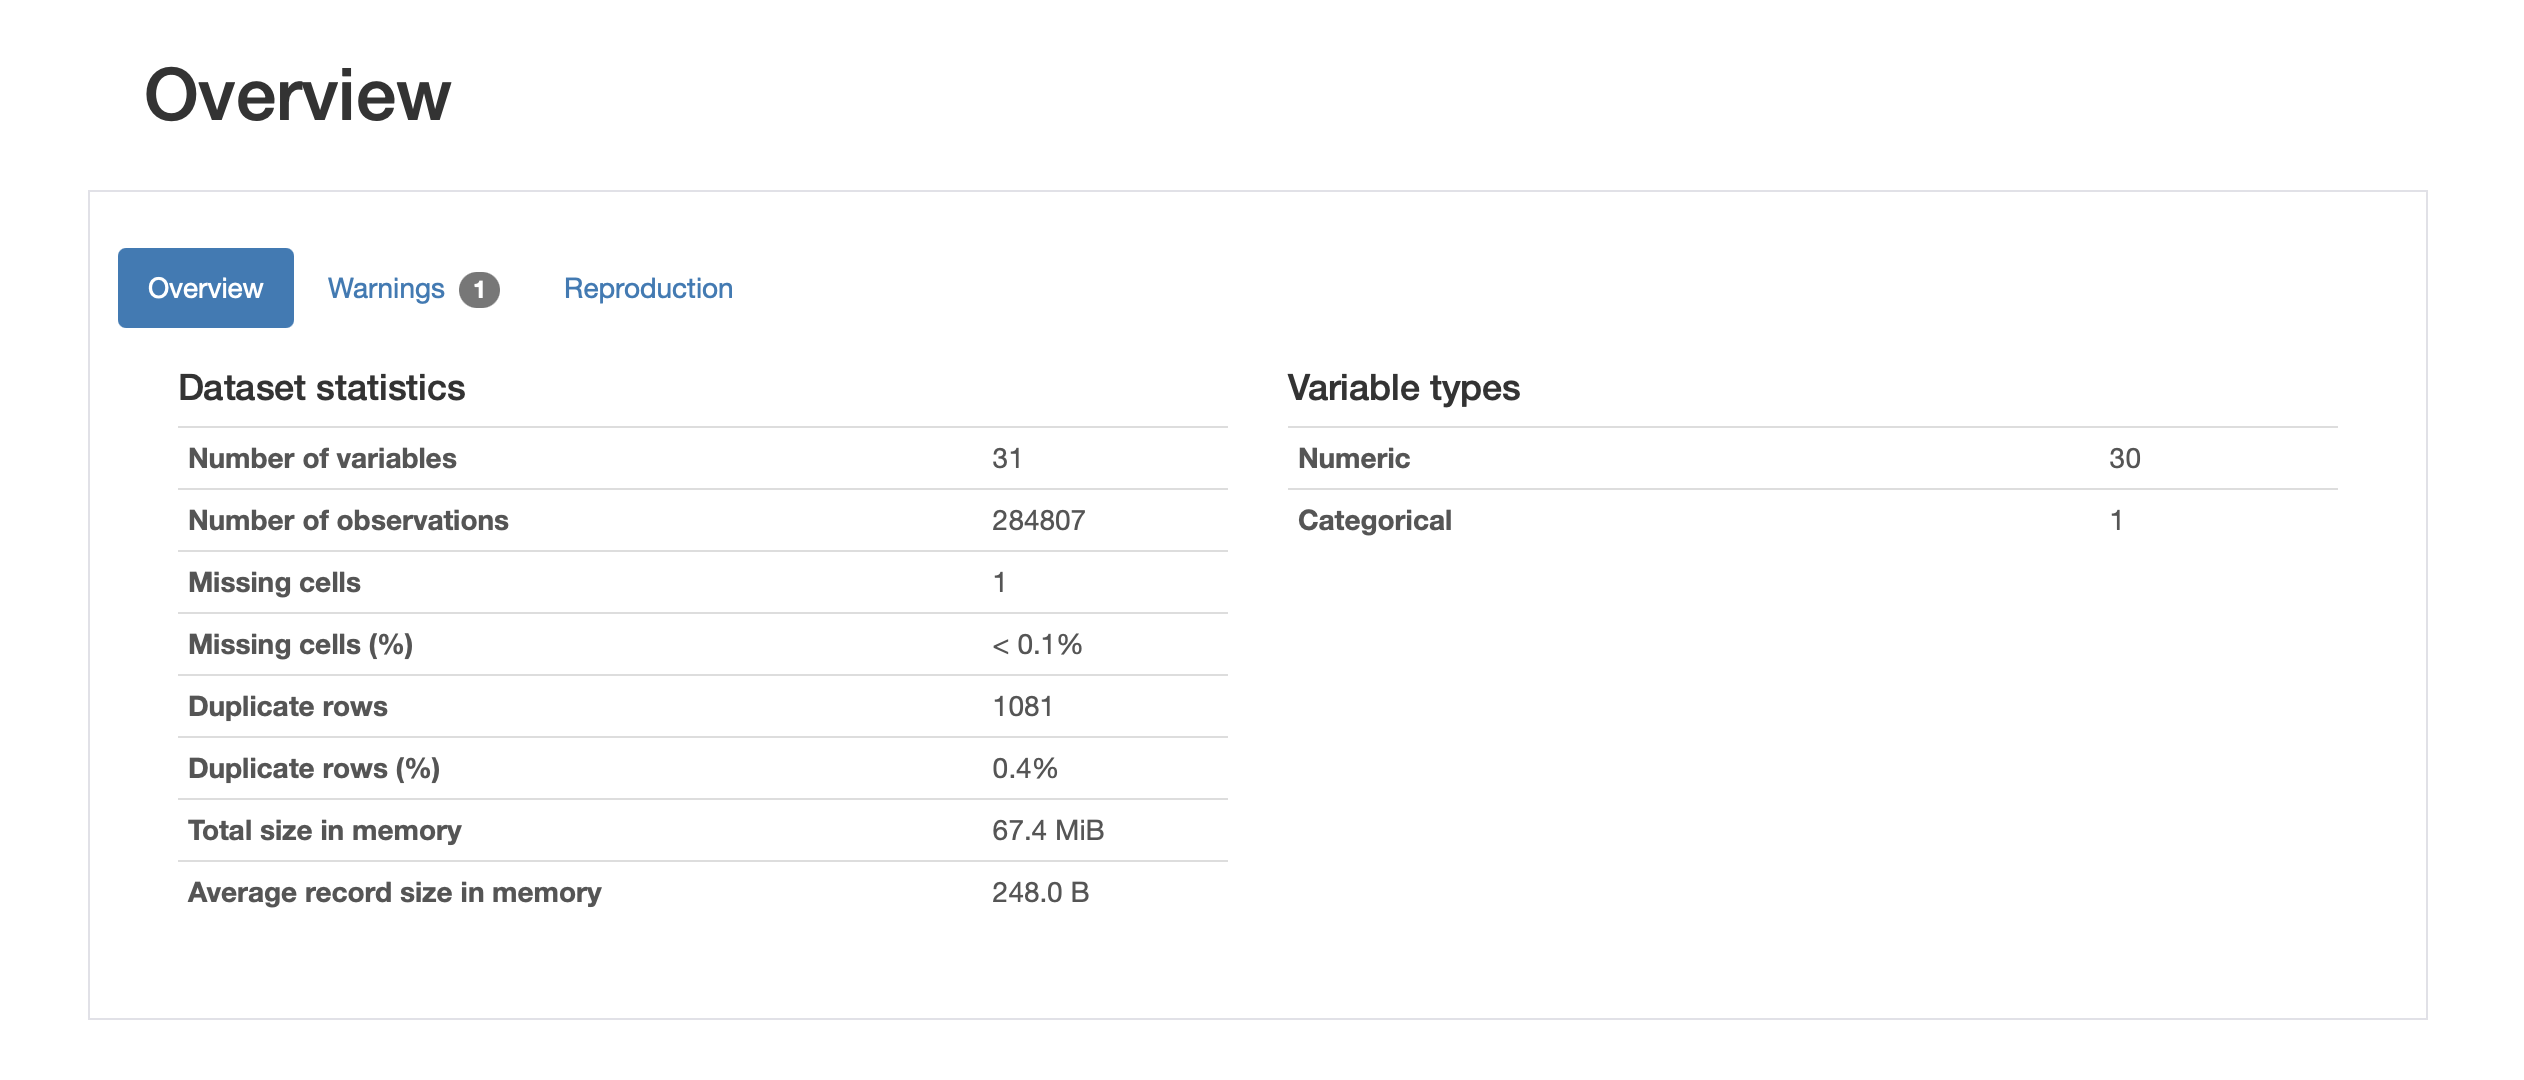 Overview
Overview Warnings 1 Reproduction
Dataset statistics
Number of variables 31
Number of observations 284807
Missing cells 1
Missing cells (%) < 0.1%
Duplicate rows 1081
Duplicate rows (%) 0.4%
Total size in memory 67.4 MiB
Average record size in memory 248.0 B
Variable types
Numeric 30
Categorical 1